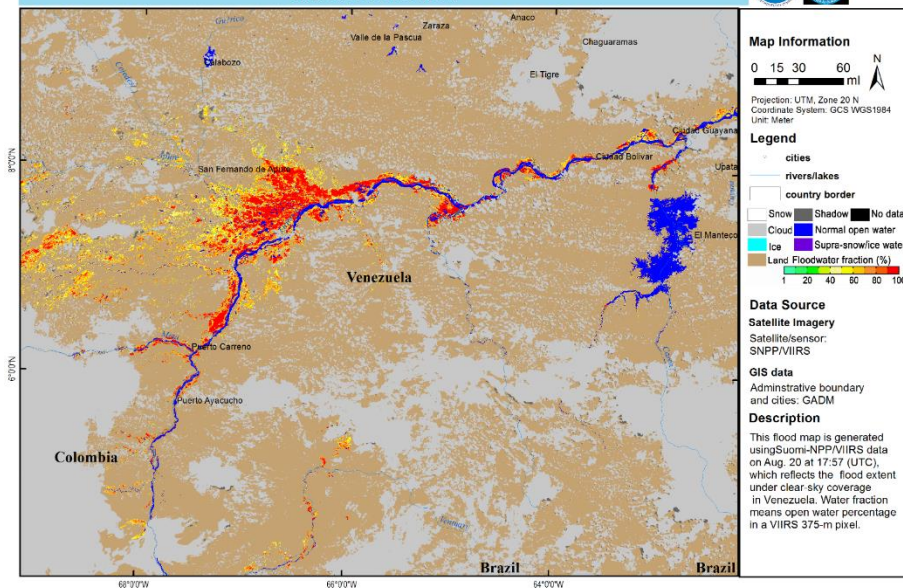 Guárico
Zaraza
Anaco
Valle de la Pascua
Chaguaramas
Calabozo
El Tigre
Ciudad Guayana
8°0'0"N
San Fernando de Apure
Ciudad Bolivar
Upata
El Manteco
Venezuela
Meta
Puerto Carreno
6°0'0"N
Puerto Ayacucho
Colombia
Brazil
Brazil
68°0'0"W
66°0'0"W
64°0'0"W
Map Information
0 15 30 60
ml
N
Projection: UTM, Zone 20 N
Coordinate System: GCS WGS1984
Unit: Meter
Legend
cities
rivers/lakes
country border
Snow Shadow No data
Cloud Normal open water
Ice Supra-snow/ice water
Land Floodwater fraction (%)
1 20 40 60 80 100
Data Source
Satellite Imagery
Satellite/sensor:
SNPP/VIIRS
GIS data
Adminstrative boundary
and cities: GADM
Description
This flood map is generated
usingSuomi-NPP/VIIRS data
on Aug. 20 at 17:57 (UTC),
which reflects the flood extent
under clear-sky coverage
in Venezuela. Water fraction
means open water percentage
in a VIIRS 375-m pixel.